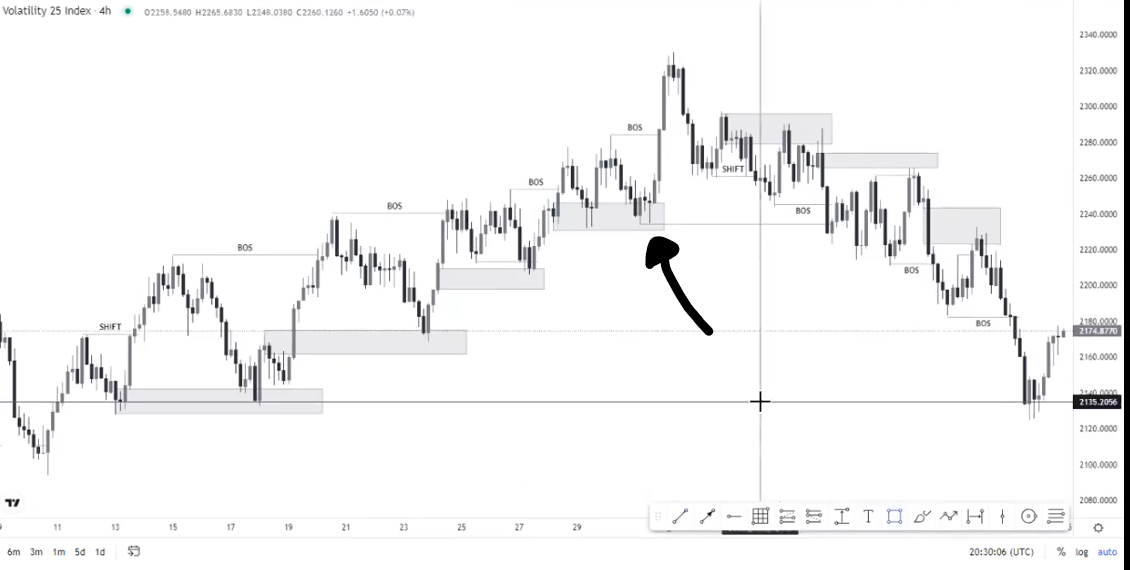 Volatility 25 Index · 4h O2258.5480 H2265.6830 L2248.0380 C2260.1260 +1.6050 (+0.07%)
2340.0000
2320.0000
2300.0000
2280.0000
2260.0000
2240.0000
2220.0000
2200.0000
2180.0000
2174.8770
2160.0000
2135.2056
2120.0000
2100.0000
2080.0000
BOS
SHIFT
BOS
BOS
BOS
BOS
BOS
SHIFT
BOS
BOS
11 13 15 17 19 21 23 25 27 29
6m 3m 1m 5d 1d 20:30:06 (UTC) % log auto